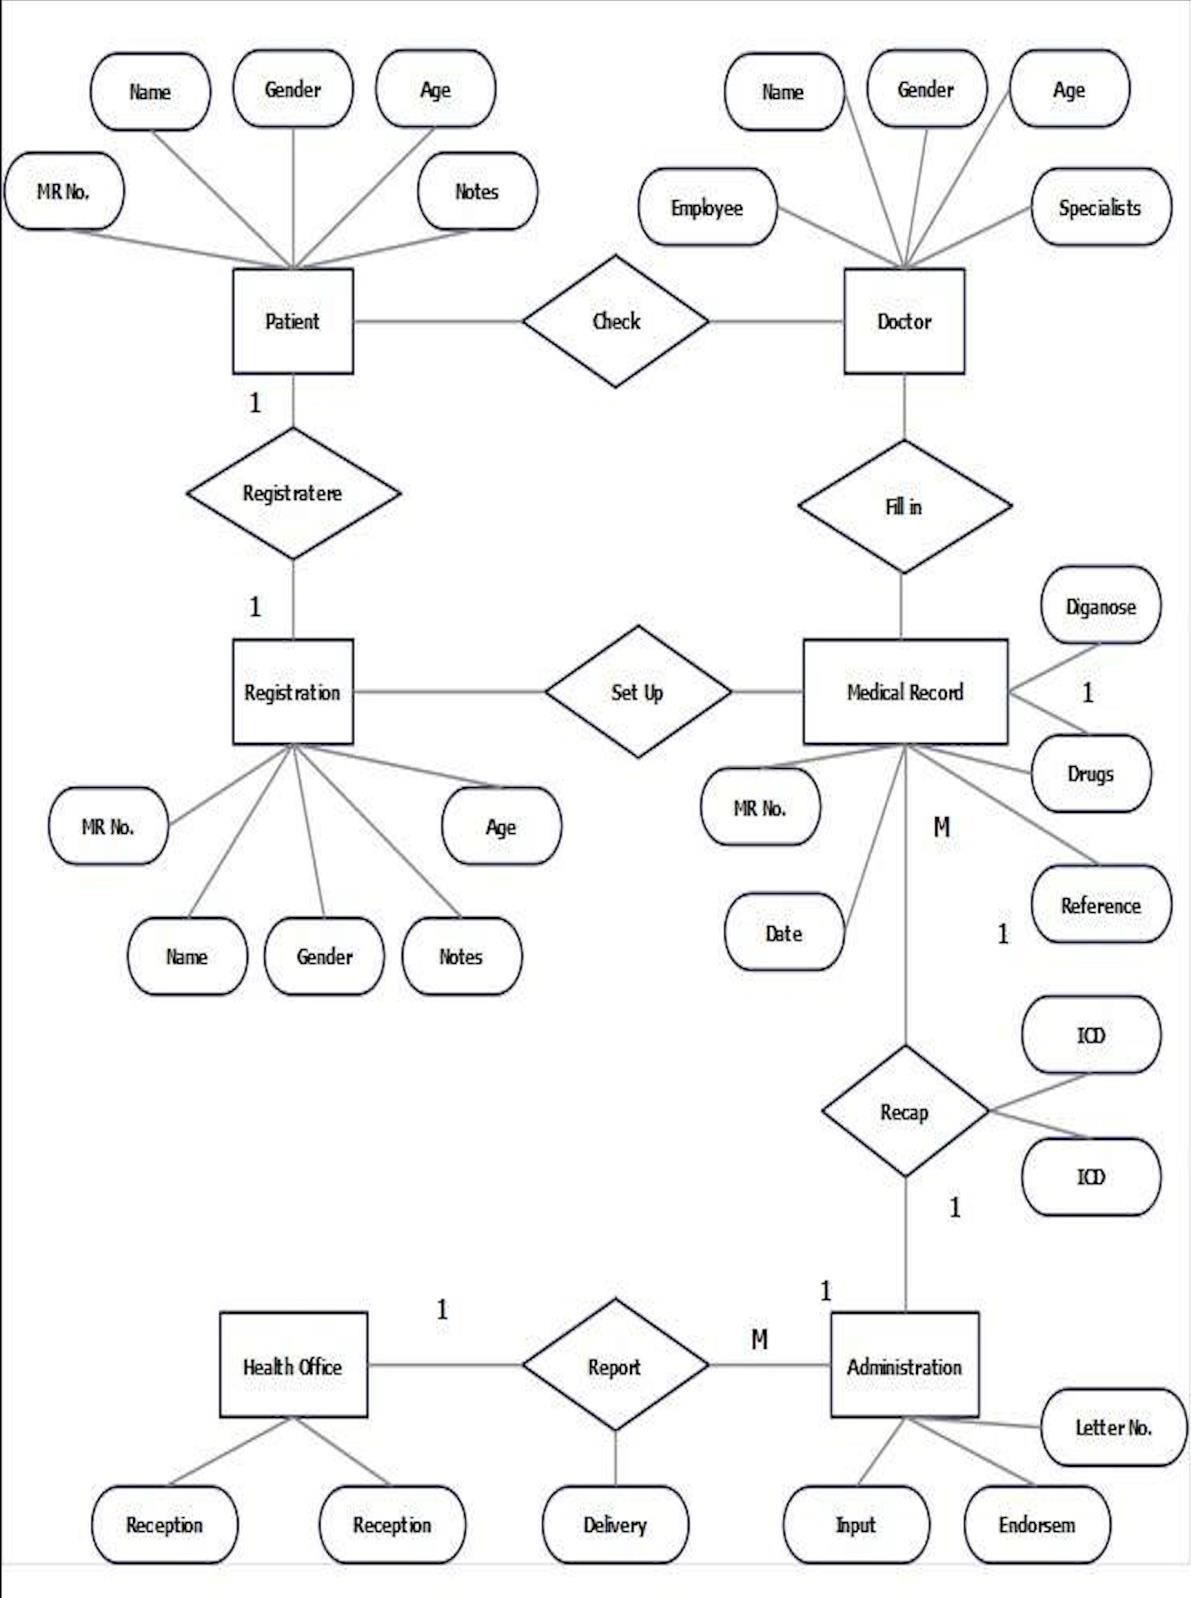 Name
Gender
Age
Name
Gender
Age
MR No.
Notes
Employee
Specialists
Patient
Check
Doctor
1
Registratere
Fill in
1
Diganose
Registration
Set Up
Medical Record
1
Drugs
MR No.
MR No.
Age
M
Date
Reference
1
Name
Gender
Notes
ICD
Recap
ICD
1
1
1
M
Health Office
Report
Administration
Letter No.
Reception
Reception
Delivery
Input
Endorsem